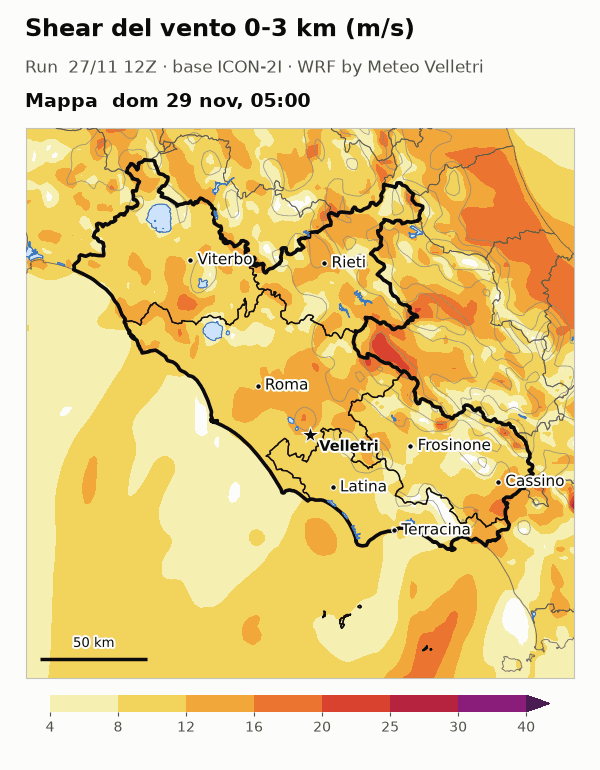 Shear del vento 0-3 km (m/s)
Run  27/11 12Z · base ICON-2I · WRF by Meteo Velletri
Mappa  dom 29 nov, 05:00
Viterbo
Rieti
Roma
Velletri
Frosinone
Latina
Cassino
Terracina
50 km
4 8 12 16 20 25 30 40